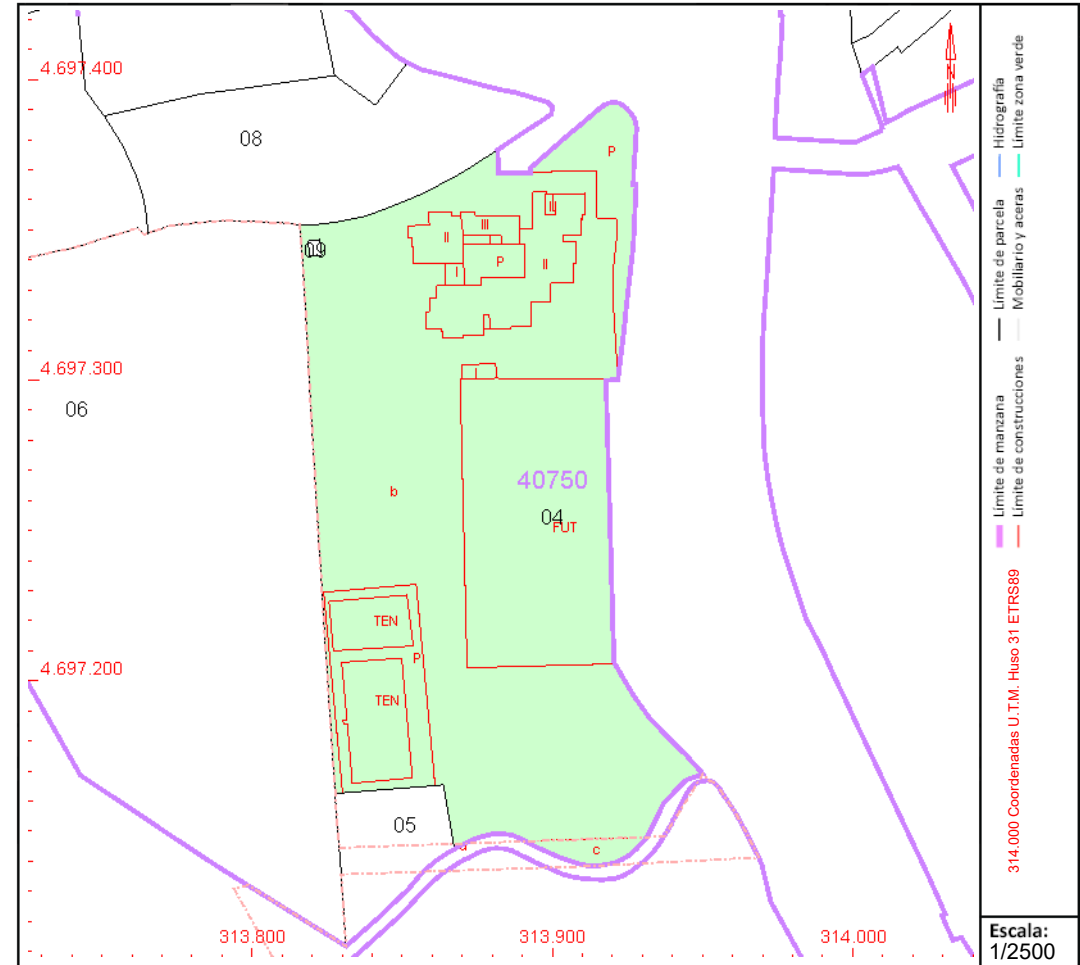 4.697.400
08
P
N
II
III
II
09
II
P
I
II
4.697.300
I
06
b
40750
04
FUT
TEN
P
4.697.200
TEN
05
a
c
313.800
313.900
314.000
Hidrografía
Límite zona verde
Límite de parcela
Mobiliario y aceras
Límite de manzana
Límite de construcciones
314.000 Coordenadas U.T.M. Huso 31 ETRS89
Escala:
1/2500